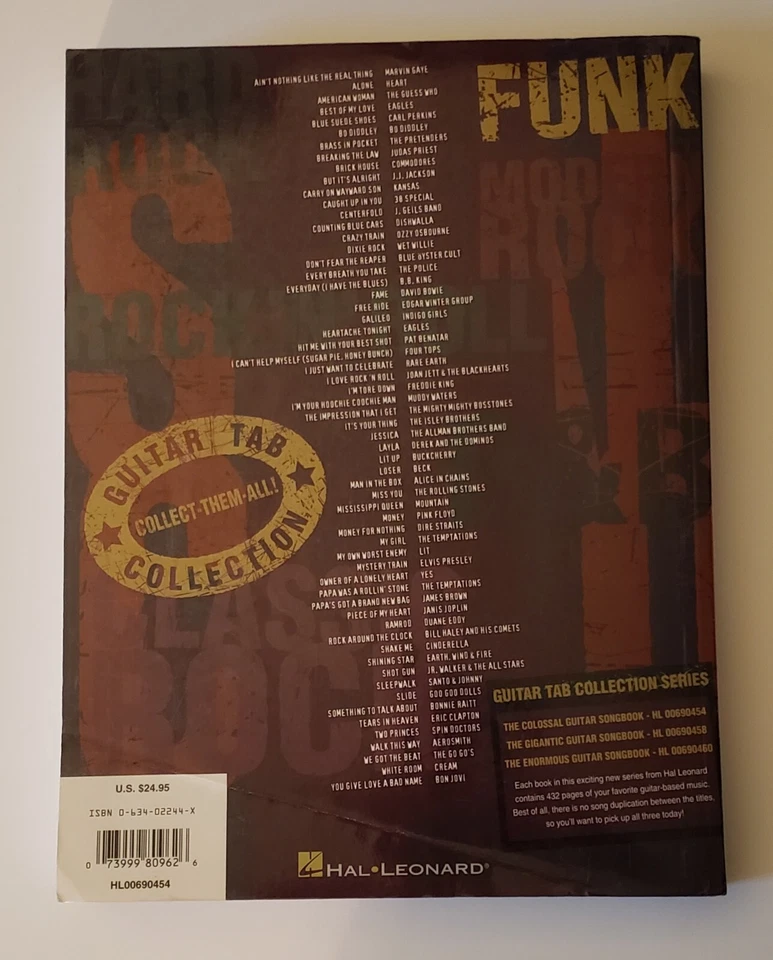 FUNK
HARD
ROCK
MODERN
ROCK
ROCK 'N' ROLL
R&B
CLASSIC
ROCK
AIN'T NOTHING LIKE THE REAL THING MARVIN GAYE
ALONE HEART
AMERICAN WOMAN THE GUESS WHO
BEST OF MY LOVE EAGLES
BLUE SUEDE SHOES CARL PERKINS
BO DIDDLEY BO DIDDLEY
BRASS IN POCKET THE PRETENDERS
BREAKING THE LAW JUDAS PRIEST
BRICK HOUSE COMMODORES
BUT IT'S ALRIGHT J.J. JACKSON
CARRY ON WAYWARD SON KANSAS
CAUGHT UP IN YOU 38 SPECIAL
CENTERFOLD J. GEILS BAND
COUNTING BLUE CARS DISHWALLA
CRAZY TRAIN OZZY OSBOURNE
DIXIE ROCK WET WILLIE
DON'T FEAR THE REAPER BLUE OYSTER CULT
EVERY BREATH YOU TAKE THE POLICE
EVERYDAY (I HAVE THE BLUES) B.B. KING
FAME DAVID BOWIE
FREE RIDE EDGAR WINTER GROUP
GALILEO INDIGO GIRLS
HEARTACHE TONIGHT EAGLES
HIT ME WITH YOUR BEST SHOT PAT BENATAR
I CAN'T HELP MYSELF (SUGAR PIE, HONEY BUNCH) FOUR TOPS
I JUST WANT TO CELEBRATE RARE EARTH
I LOVE ROCK 'N ROLL JOAN JETT & THE BLACKHEARTS
I'M TORE DOWN FREDDIE KING
I'M YOUR HOOCHIE COOCHIE MAN MUDDY WATERS
THE IMPRESSION THAT I GET THE MIGHTY MIGHTY BOSSTONES
IT'S YOUR THING THE ISLEY BROTHERS
JESSICA THE ALLMAN BROTHERS BAND
LAYLA DEREK AND THE DOMINOS
LIT UP BUCKCHERRY
LOSER BECK
MAN IN THE BOX ALICE IN CHAINS
MISS YOU THE ROLLING STONES
MISSISSIPPI QUEEN MOUNTAIN
MONEY PINK FLOYD
MONEY FOR NOTHING DIRE STRAITS
MY GIRL THE TEMPTATIONS
MY OWN WORST ENEMY LIT
MYSTERY TRAIN ELVIS PRESLEY
OWNER OF A LONELY HEART YES
PAPA WAS A ROLLIN' STONE THE TEMPTATIONS
PAPA'S GOT A BRAND NEW BAG JAMES BROWN
PIECE OF MY HEART JANIS JOPLIN
RAMROD DUANE EDDY
ROCK AROUND THE CLOCK BILL HALEY AND HIS COMETS
SHAKE ME CINDERELLA
SHINING STAR EARTH, WIND & FIRE
SHOT GUN JR. WALKER & THE ALL STARS
SLEEPWALK SANTO & JOHNNY
SLIDE GOO GOO DOLLS
SOMETHING TO TALK ABOUT BONNIE RAITT
TEARS IN HEAVEN ERIC CLAPTON
TWO PRINCES SPIN DOCTORS
WALK THIS WAY AEROSMITH
WE GOT THE BEAT THE GO GO'S
WHITE ROOM CREAM
YOU GIVE LOVE A BAD NAME BON JOVI
GUITAR TAB
COLLECT·THEM·ALL!
COLLECTION
GUITAR TAB COLLECTION SERIES
THE COLOSSAL GUITAR SONGBOOK - HL 00690454
THE GIGANTIC GUITAR SONGBOOK - HL 00690458
THE ENORMOUS GUITAR SONGBOOK - HL 00690460
Each book in this exciting new series from Hal Leonard
contains 432 pages of your favorite guitar-based music.
Best of all, there is no song duplication between the titles,
so you'll want to pick up all three today!
U.S. $24.95
ISBN 0-634-02244-X
0 73999 80962 6
HL00690454
HAL·LEONARD®